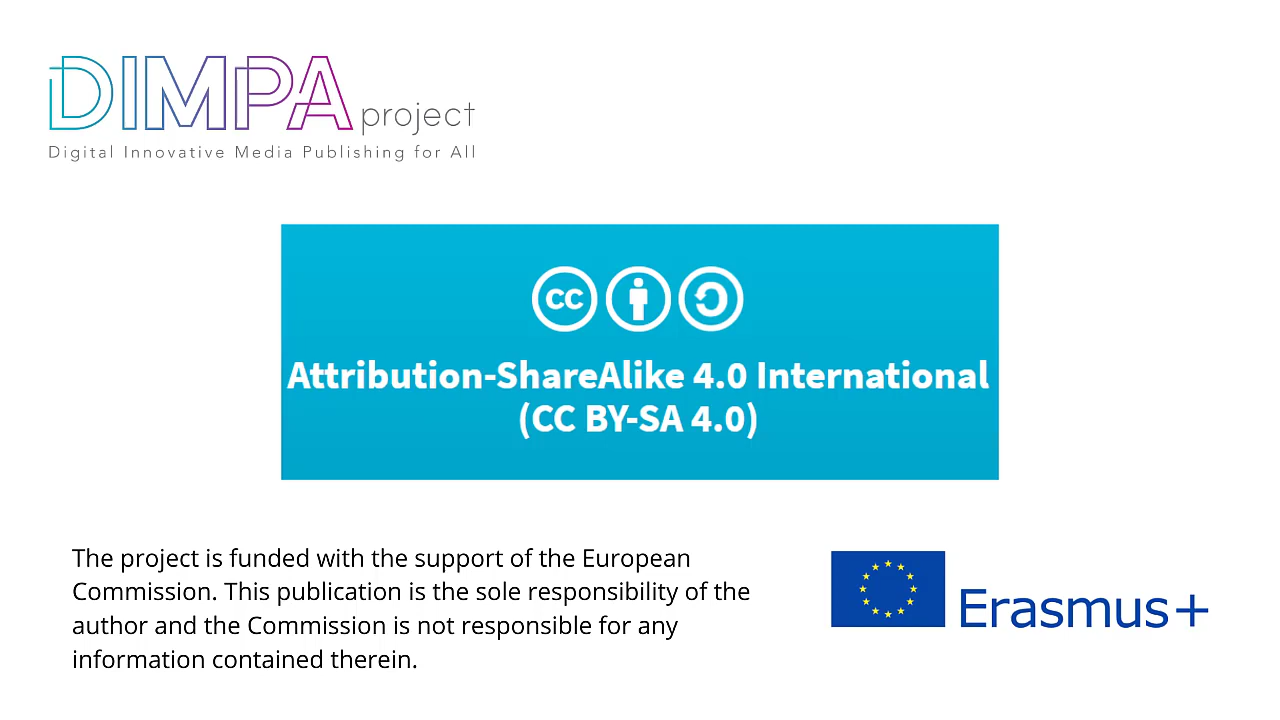 DIMPA project
Digital Innovative Media Publishing for All
cc
Attribution-ShareAlike 4.0 International
(CC BY-SA 4.0)
The project is funded with the support of the European
Commission. This publication is the sole responsibility of the
author and the Commission is not responsible for any
information contained therein.
Erasmus+